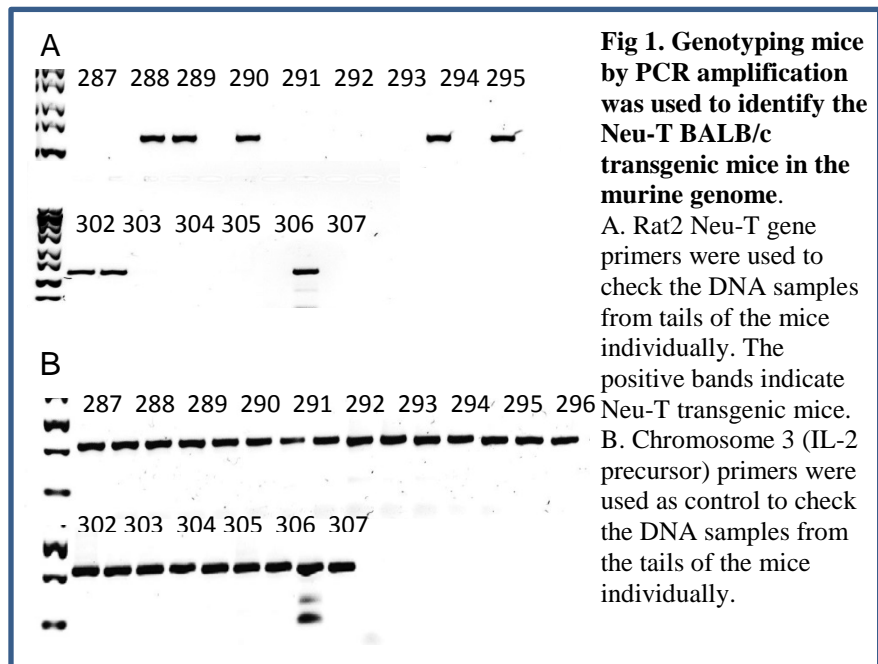 A
287 288 289 290 291 292 293 294 295
302 303 304 305 306 307
B
287 288 289 290 291 292 293 294 295 296
302 303 304 305 306 307
Fig 1. Genotyping mice
by PCR amplification
was used to identify the
Neu-T BALB/c
transgenic mice in the
murine genome.
A. Rat2 Neu-T gene
primers were used to
check the DNA samples
from tails of the mice
individually. The
positive bands indicate
Neu-T transgenic mice.
B. Chromosome 3 (IL-2
precursor) primers were
used as control to check
the DNA samples from
the tails of the mice
individually.